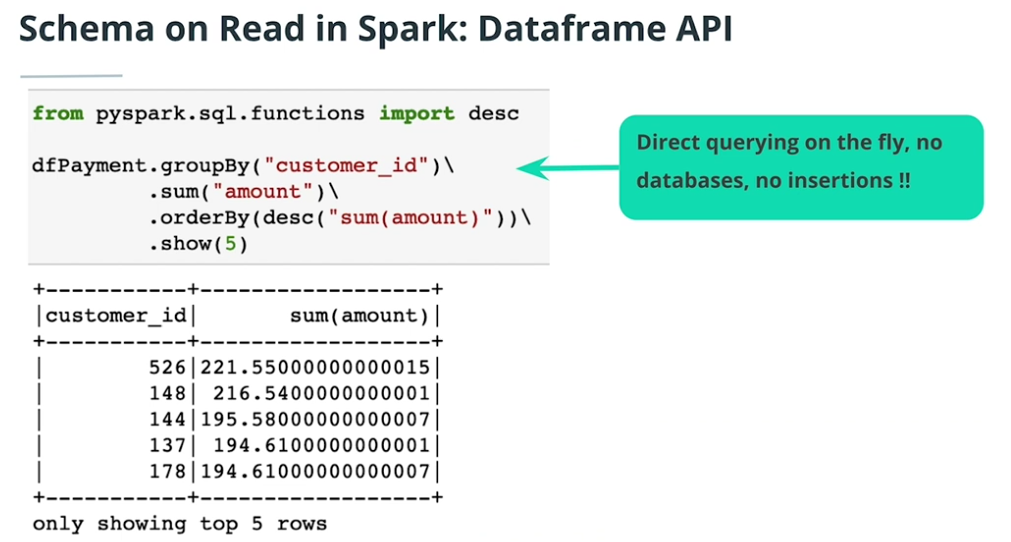 Schema on Read in Spark: Dataframe API
from pyspark.sql.functions import desc
dfPayment.groupBy("customer_id")\
.sum("amount")\
.orderBy(desc("sum(amount)"))\
.show(5)
Direct querying on the fly, no
databases, no insertions !!
+-----------+------------------+
|customer_id|       sum(amount)|
+-----------+------------------+
|        526|221.55000000000015|
|        148| 216.5400000000001|
|        144|195.58000000000007|
|        137| 194.6100000000001|
|        178|194.61000000000007|
+-----------+------------------+
only showing top 5 rows